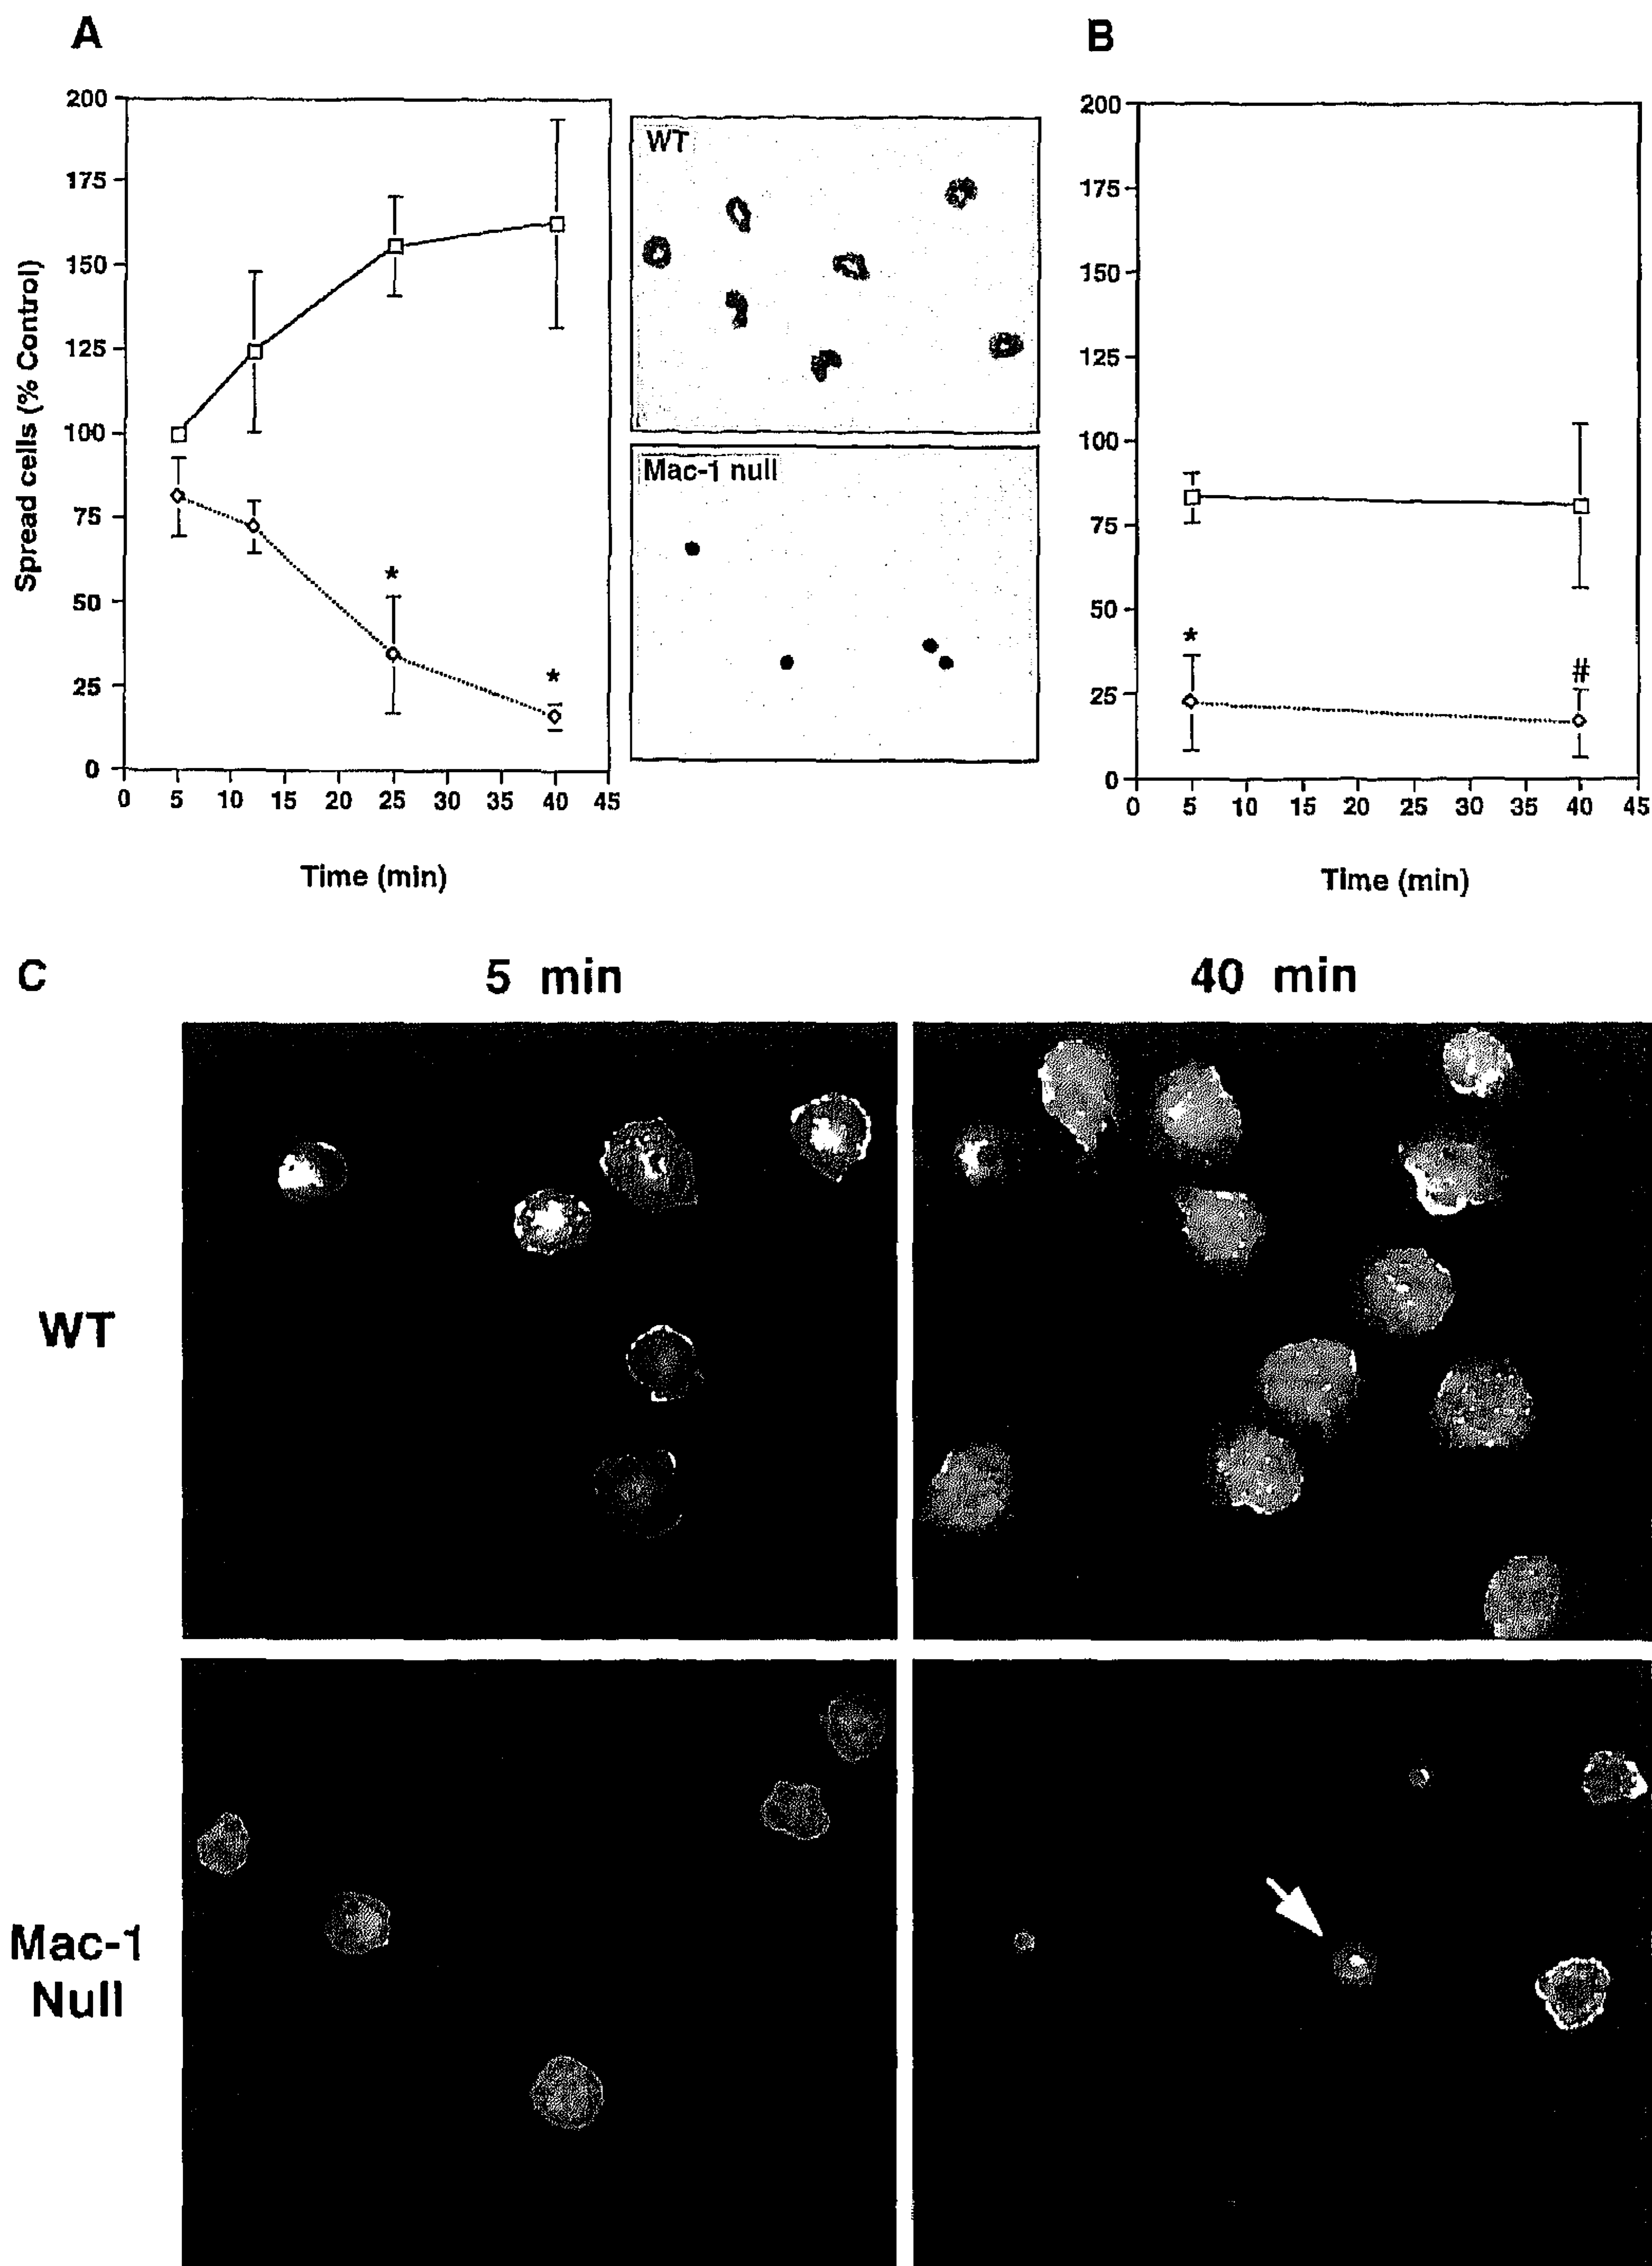 A
B
Spread cells (% Control)
200
175
150
125
100
75
50
25
0
*
*
0 5 10 15 20 25 30 35 40 45
Time (min)
WT
Mac-1 null
200
175
150
125
100
75
50
25
0
*
#
0 5 10 15 20 25 30 35 40 45
Time (min)
C
5 min
40 min
WT
Mac-1
Null